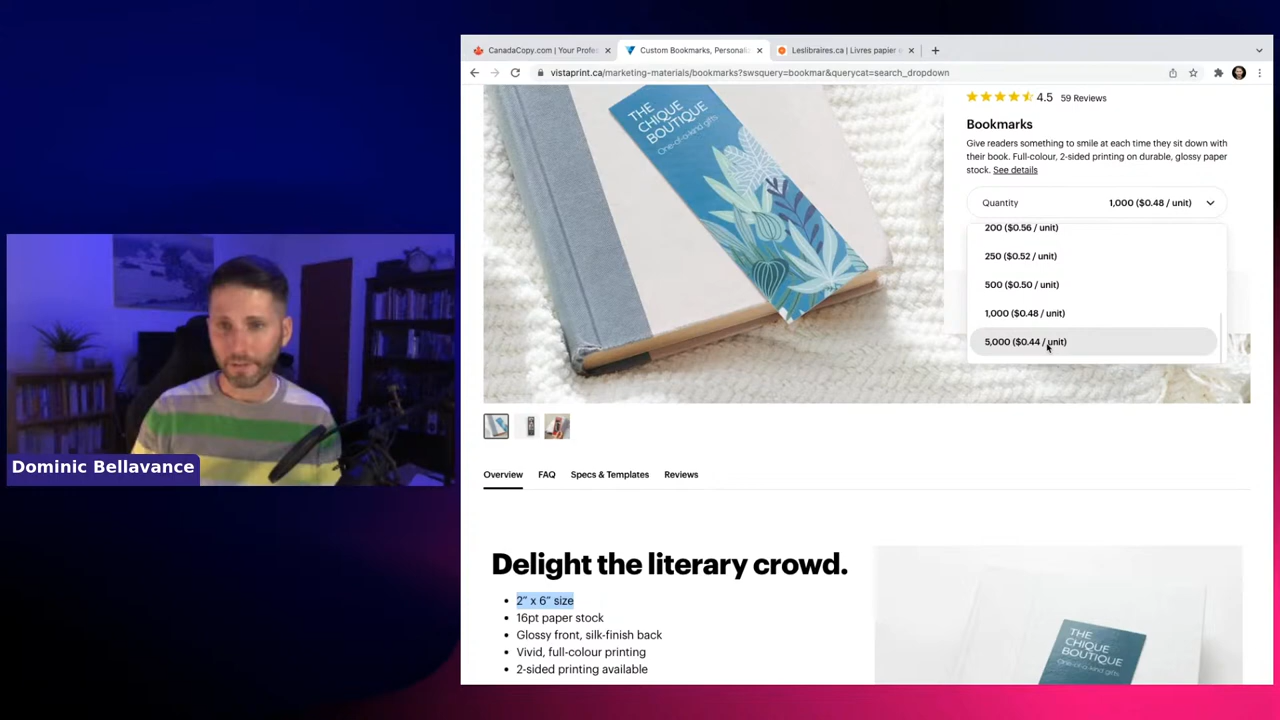 CanadaCopy.com | Your Profes
Custom Bookmarks, Personali
Leslibraires.ca | Livres papier e
vistaprint.ca/marketing-materials/bookmarks?swsquery=bookmar&querycat=search_dropdown
THE
CHIQUE
BOUTIQUE
One-of-a-kind gifts
4.5 59 Reviews
Bookmarks
Give readers something to smile at each time they sit down with
their book. Full-colour, 2-sided printing on durable, glossy paper
stock. See details
Quantity 1,000 ($0.48 / unit)
200 ($0.56 / unit)
250 ($0.52 / unit)
500 ($0.50 / unit)
1,000 ($0.48 / unit)
5,000 ($0.44 / unit)
Dominic Bellavance
Overview FAQ Specs & Templates Reviews
Delight the literary crowd.
• 2” x 6” size
• 16pt paper stock
• Glossy front, silk-finish back
• Vivid, full-colour printing
• 2-sided printing available
THE
CHIQUE
BOUTIQUE
One-of-a-kind gifts